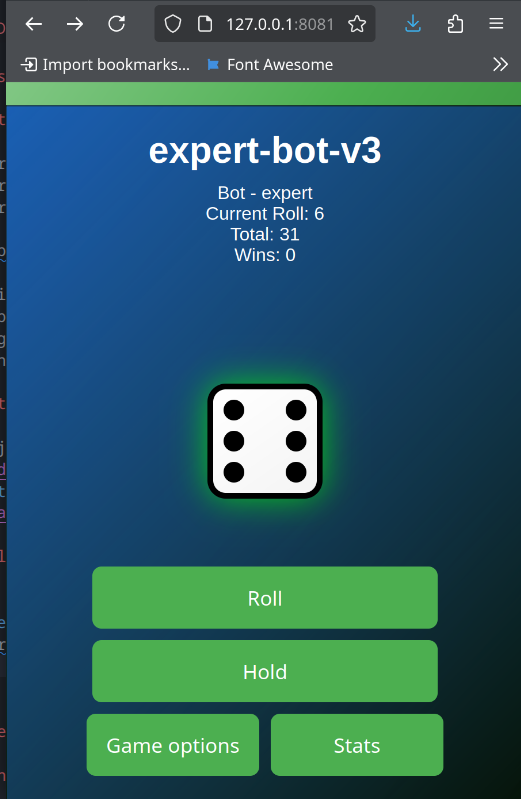 127.0.0.1:8081
Import bookmarks... Font Awesome
expert-bot-v3
Bot - expert
Current Roll: 6
Total: 31
Wins: 0
Roll
Hold
Game options Stats